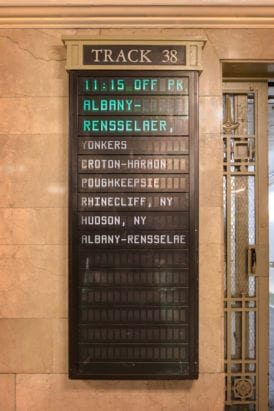 TRACK 38
11:15 OFF PK
ALBANY-
RENSSELAER,
YONKERS
CROTON-HARMON
POUGHKEEPSIE
RHINECLIFF, NY
HUDSON, NY
ALBANY-RENSSELAE